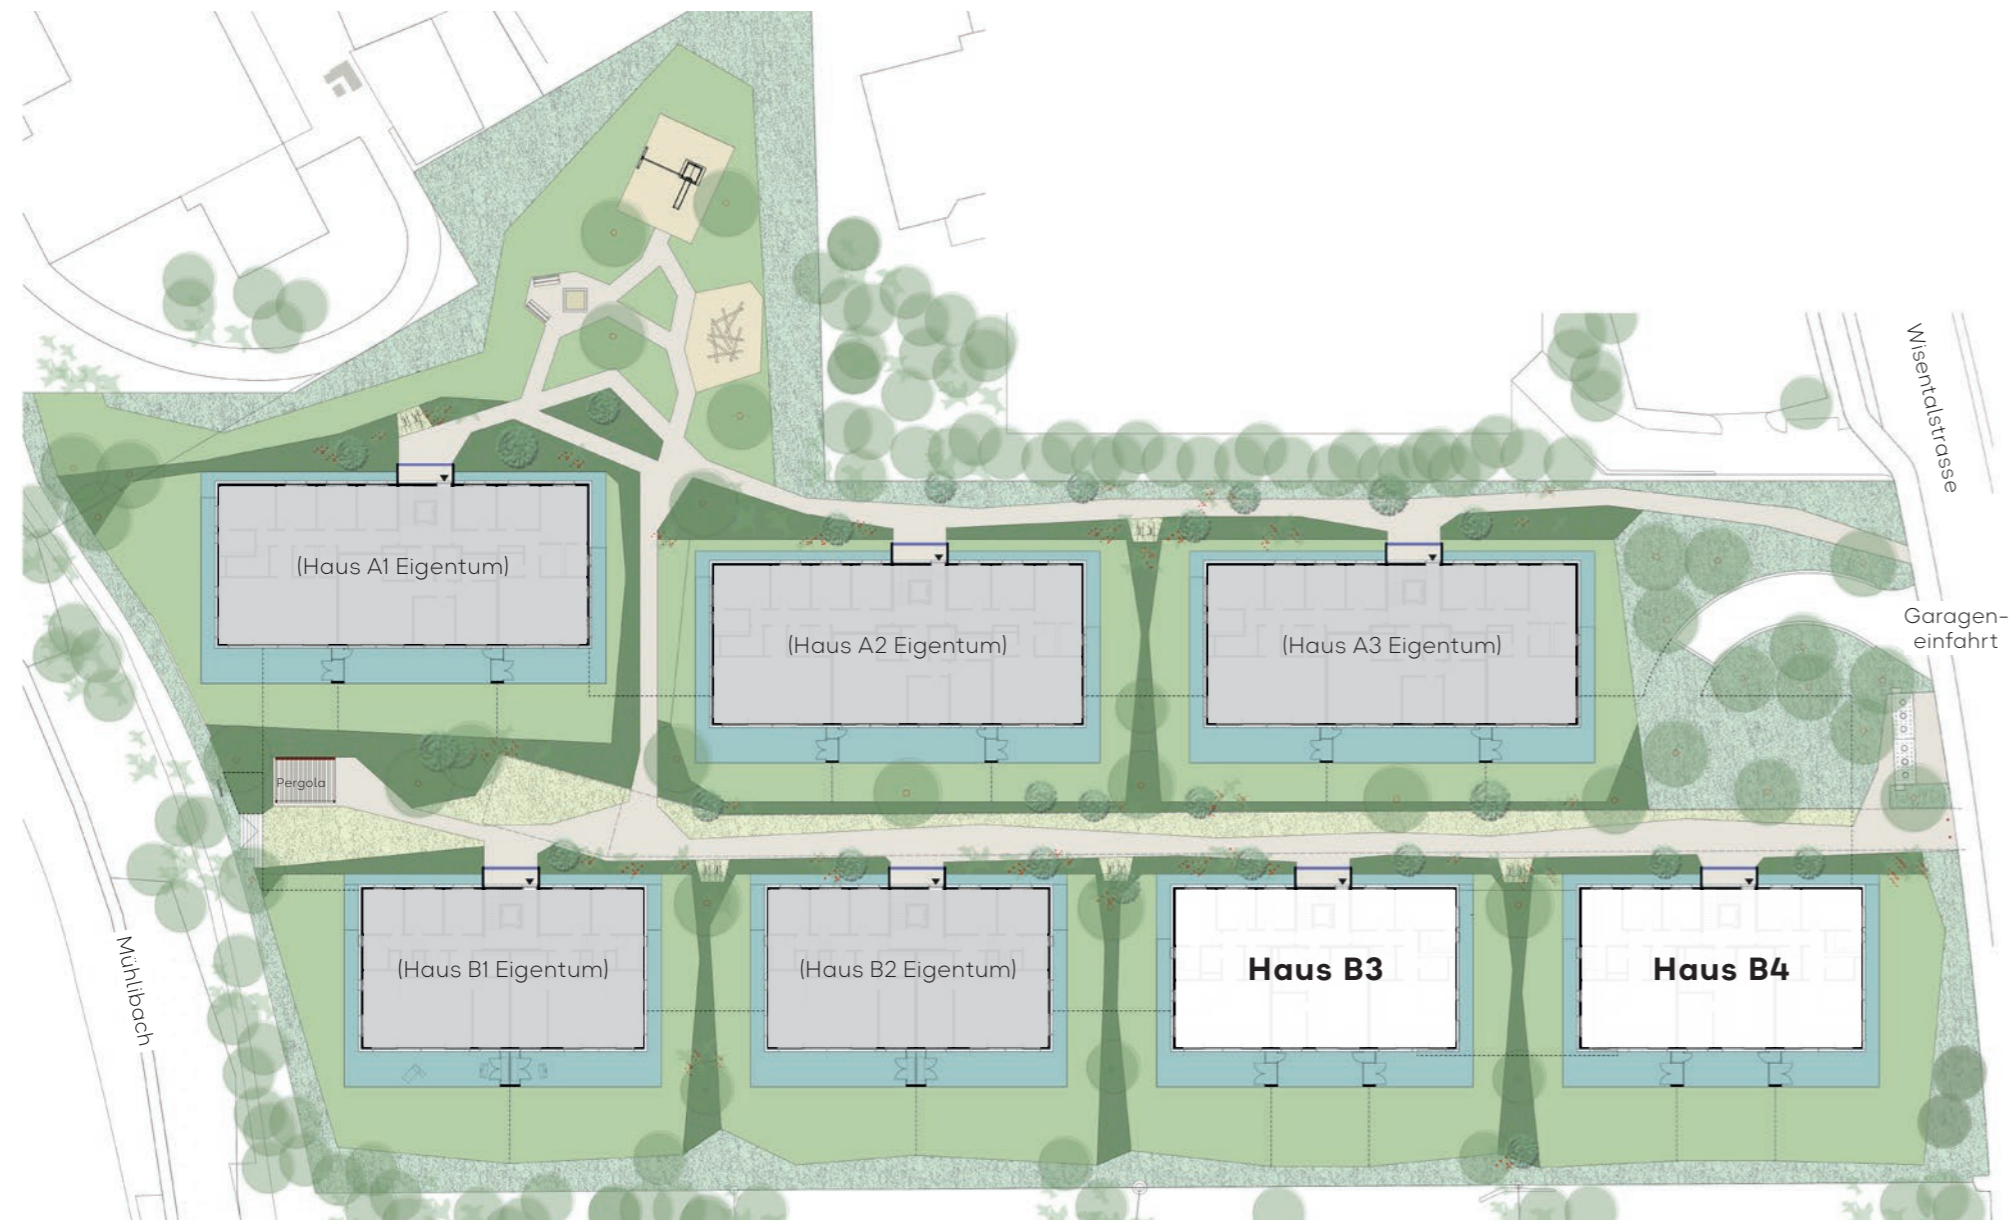 Wisentalstrasse
(Haus A1 Eigentum)
(Haus A2 Eigentum)
(Haus A3 Eigentum)
Garagen-
einfahrt
Pergola
(Haus B1 Eigentum)
(Haus B2 Eigentum)
Haus B3
Haus B4
Mühlibach